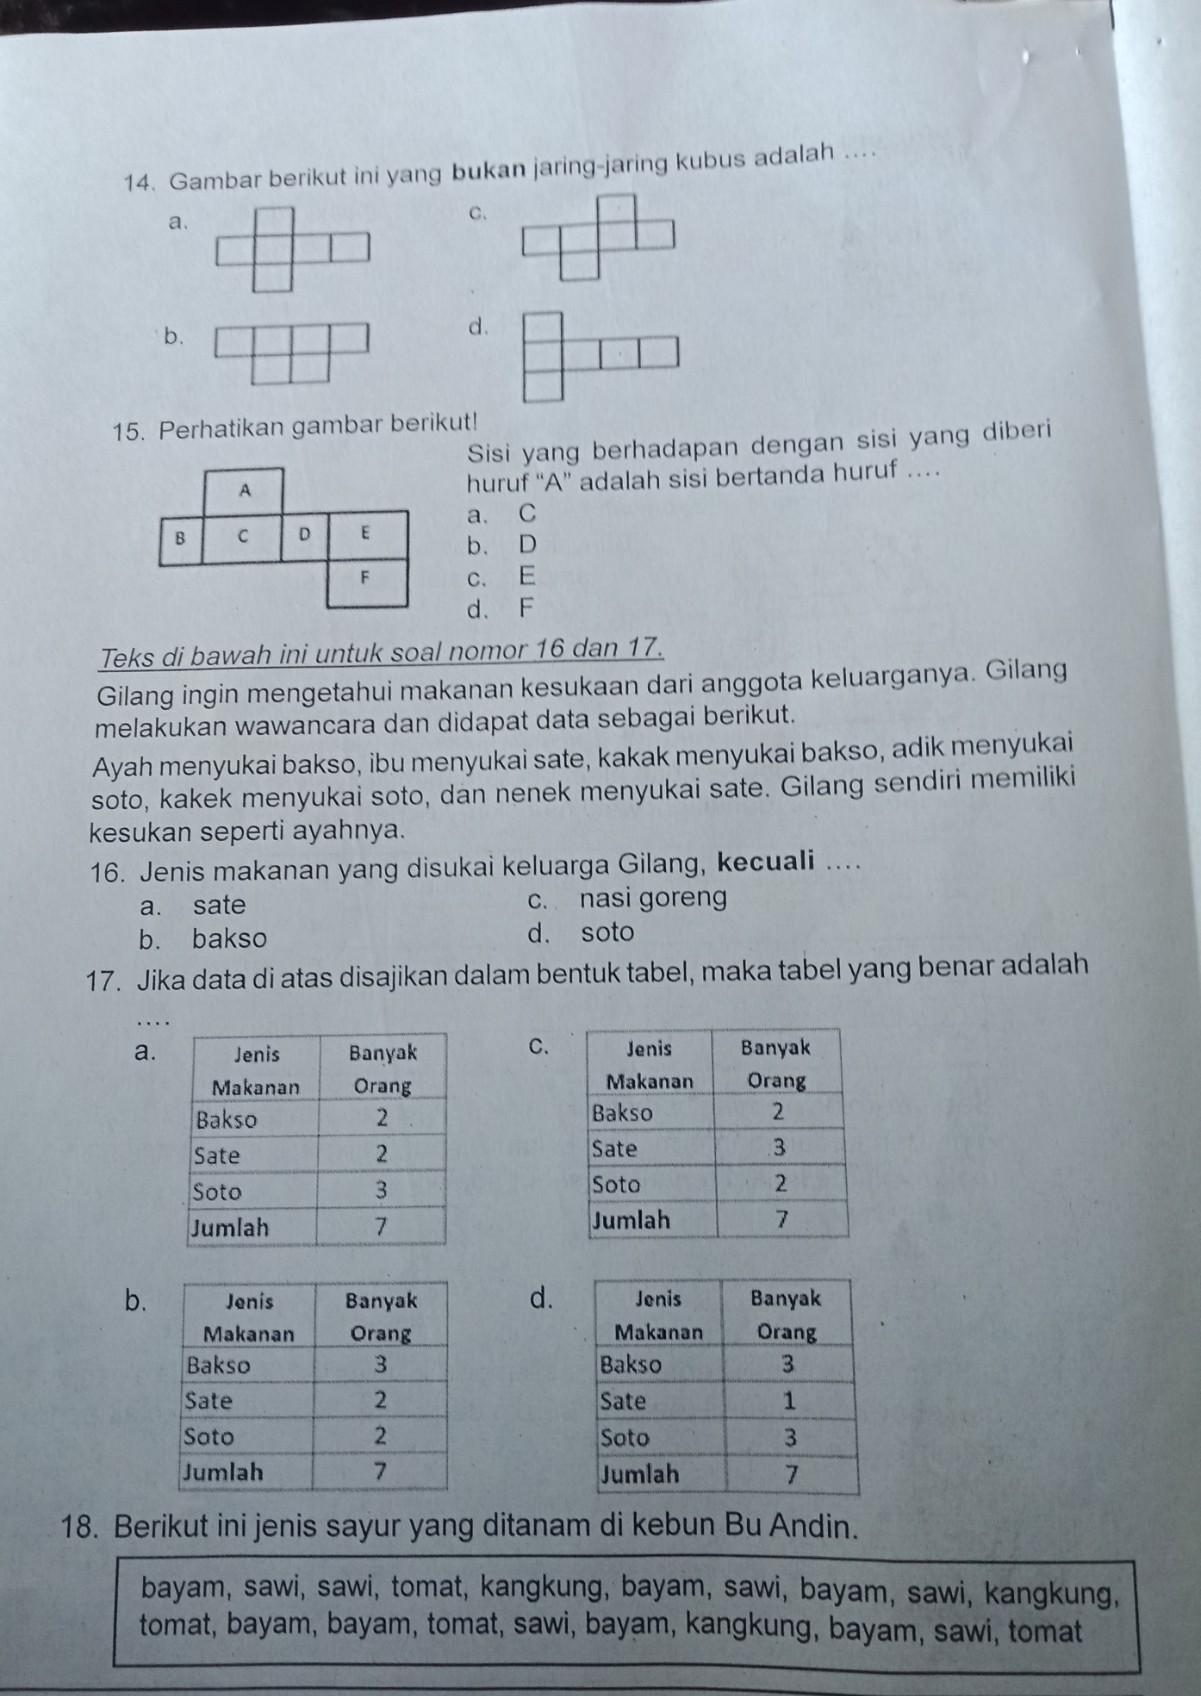 14. Gambar berikut ini yang bukan jaring-jaring kubus adalah ....
a.
c.
b.
d.
15. Perhatikan gambar berikut!
A
B C D E
F
Sisi yang berhadapan dengan sisi yang diberi
huruf “A” adalah sisi bertanda huruf ....
a. C
b. D
c. E
d. F
Teks di bawah ini untuk soal nomor 16 dan 17.
Gilang ingin mengetahui makanan kesukaan dari anggota keluarganya. Gilang
melakukan wawancara dan didapat data sebagai berikut.
Ayah menyukai bakso, ibu menyukai sate, kakak menyukai bakso, adik menyukai
soto, kakek menyukai soto, dan nenek menyukai sate. Gilang sendiri memiliki
kesukan seperti ayahnya.
16. Jenis makanan yang disukai keluarga Gilang, kecuali ....
a. sate
b. bakso
c. nasi goreng
d. soto
17. Jika data di atas disajikan dalam bentuk tabel, maka tabel yang benar adalah
....
a.
Jenis Banyak
Makanan Orang
Bakso 2
Sate 2
Soto 3
Jumlah 7
b.
Jenis Banyak
Makanan Orang
Bakso 3
Sate 2
Soto 2
Jumlah 7
c.
Jenis Banyak
Makanan Orang
Bakso 2
Sate 3
Soto 2
Jumlah 7
d.
Jenis Banyak
Makanan Orang
Bakso 3
Sate 1
Soto 3
Jumlah 7
18. Berikut ini jenis sayur yang ditanam di kebun Bu Andin.
bayam, sawi, sawi, tomat, kangkung, bayam, sawi, bayam, sawi, kangkung,
tomat, bayam, bayam, tomat, sawi, bayam, kangkung, bayam, sawi, tomat